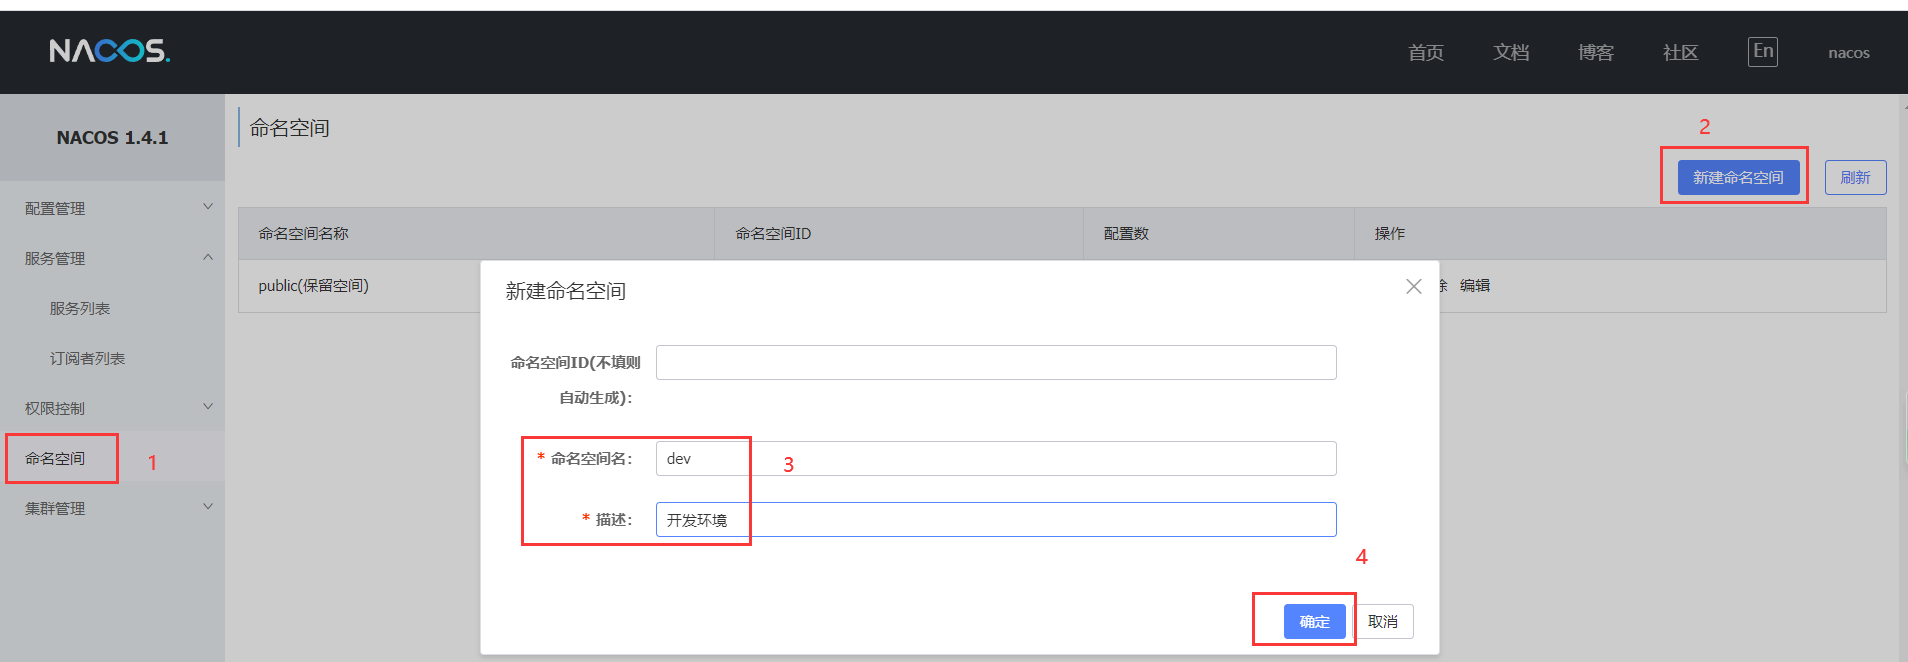 NACOS.
首页
文档
博客
社区
En
nacos
NACOS 1.4.1
命名空间
2
新建命名空间
刷新
配置管理
服务管理
服务列表
订阅者列表
权限控制
命名空间
1
集群管理
命名空间名称
命名空间ID
配置数
操作
public(保留空间)
编辑
新建命名空间
命名空间ID(不填则
自动生成):
* 命名空间名:
dev
3
* 描述:
开发环境
4
确定
取消